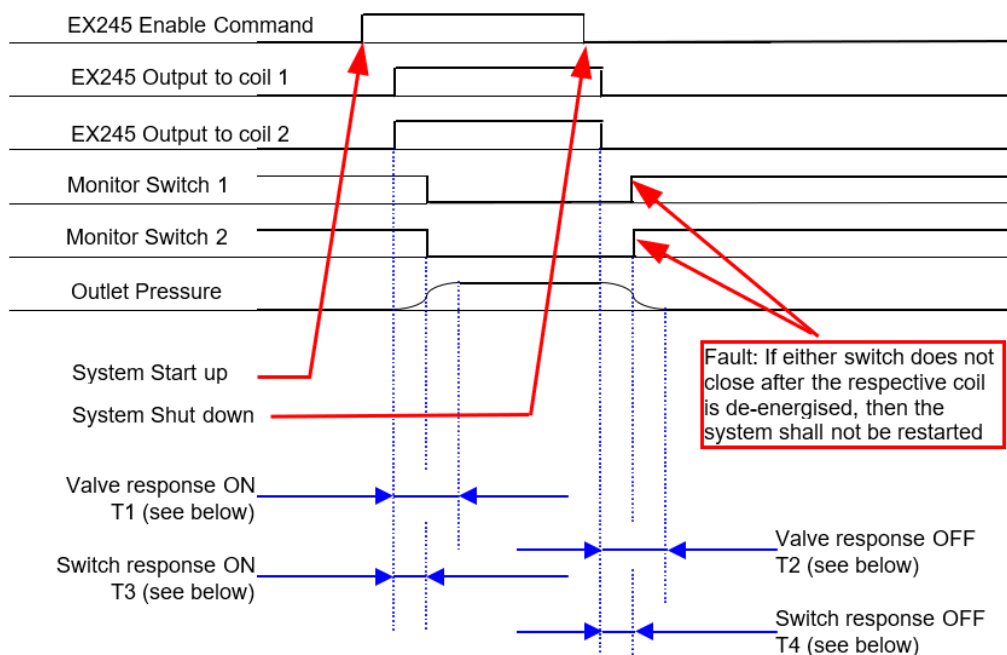 EX245 Enable Command
EX245 Output to coil 1
EX245 Output to coil 2
Monitor Switch 1
Monitor Switch 2
Outlet Pressure
System Start up
System Shut down
Fault: If either switch does not
close after the respective coil
is de-energised, then the
system shall not be restarted
Valve response ON
T1 (see below)
Switch response ON
T3 (see below)
Valve response OFF
T2 (see below)
Switch response OFF
T4 (see below)